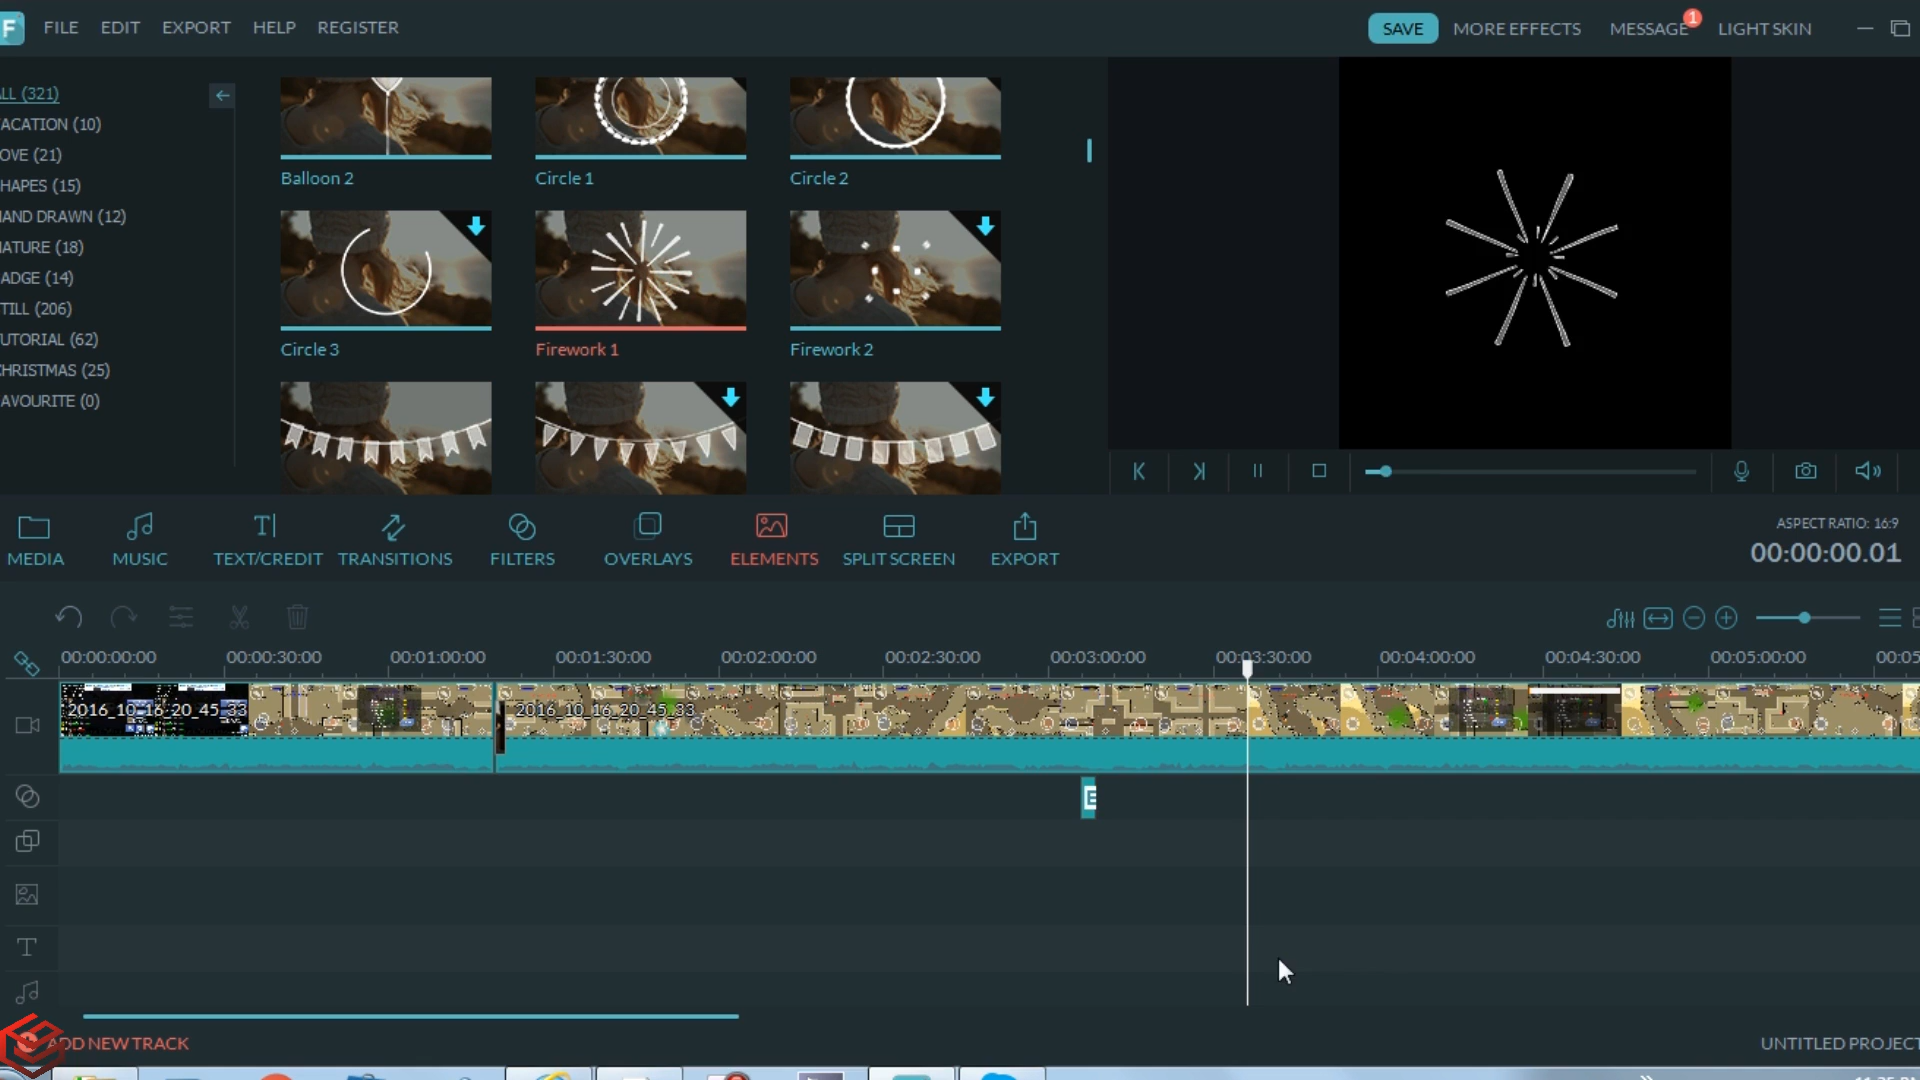 F FILE EDIT EXPORT HELP REGISTER SAVE MORE EFFECTS MESSAGE 1 LIGHT SKIN
LL (321)
ACATION (10)
OVE (21)
HAPES (15)
AND DRAWN (12)
ATURE (18)
ADGE (14)
TILL (206)
UTORIAL (62)
HRISTMAS (25)
AVOURITE (0)
Balloon 2 Circle 1 Circle 2
Circle 3 Firework 1 Firework 2
MEDIA MUSIC TEXT/CREDIT TRANSITIONS FILTERS OVERLAYS ELEMENTS SPLIT SCREEN EXPORT
ASPECT RATIO: 16:9
00:00:00.01
00:00:00:00 00:00:30:00 00:01:00:00 00:01:30:00 00:02:00:00 00:02:30:00 00:03:00:00 00:03:30:00 00:04:00:00 00:04:30:00 00:05:00:00 00:05
2016_10_16_20_45_33 2016_10_16_20_45_33
E
T
ADD NEW TRACK UNTITLED PROJECT